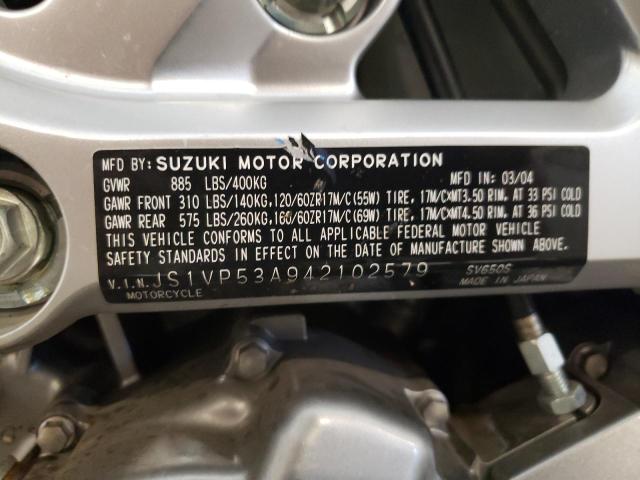 MFD BY: SUZUKI MOTOR CORPORATION
GVWR 885 LBS/400KG MFD IN: 03/04
GAWR FRONT 310 LBS/140KG,120/60ZR17M/C(55W) TIRE, 17M/C×MT3.50 RIM, AT 33 PSI COLD
GAWR REAR 575 LBS/260KG,160/60ZR17M/C(69W) TIRE, 17M/C×MT4.50 RIM, AT 36 PSI COLD
THIS VEHICLE CONFORMS TO ALL APPLICABLE FEDERAL MOTOR VEHICLE
SAFETY STANDARDS IN EFFECT ON THE DATE OF MANUFACTURE SHOWN ABOVE.
V.I.N. JS1VP53A942102579 SV650S
MOTORCYCLE MADE IN JAPAN